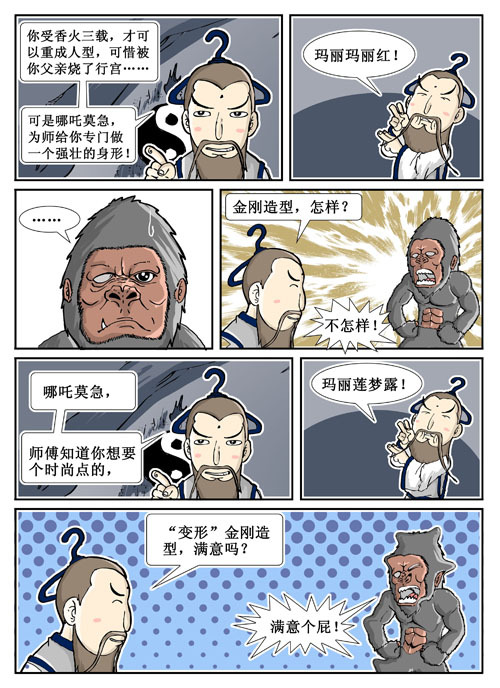 你受香火三载，才可
以重成人型，可惜被
你父亲烧了行宫……
可是哪吒莫急，
为师给你专门做
一个强壮的身形！
玛丽玛丽红！
……
金刚造型，怎样？
不怎样！
哪吒莫急，
师傅知道你想要
个时尚点的，
玛丽莲梦露！
“变形”金刚造
型，满意吗？
满意个屁！